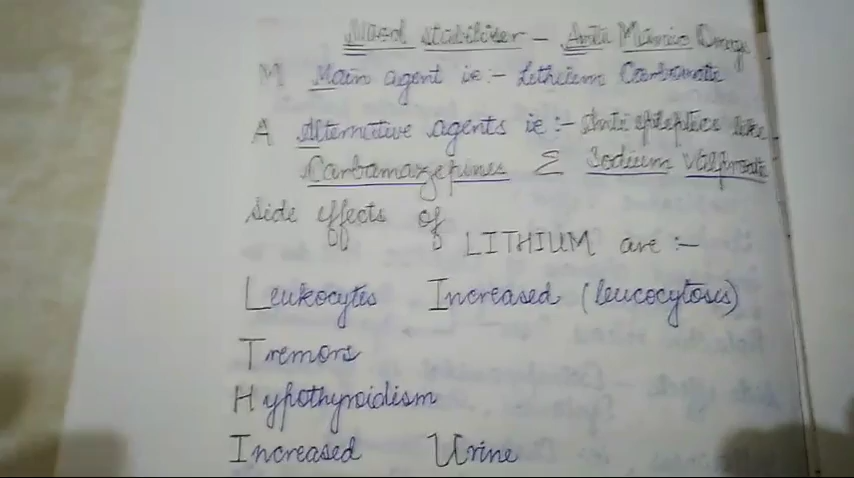 Mood stabilizer - Anti Manic Drugs
M Main agent ie:- Lithium Carbonate
A Alternative agents ie :- Anti epileptics like
Carbamazepines & Sodium Valproate
Side effects of
LITHIUM are :-
Leukocytes Increased (leucocytosis)
Tremors
Hypothyroidism
Increased Urine